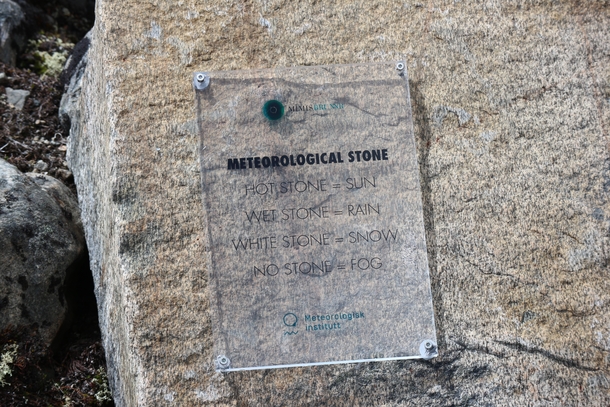 METEOROLOGICAL STONE
HOT STONE = SUN
WET STONE = RAIN
WHITE STONE = SNOW
NO STONE = FOG
Meteorologisk
institutt